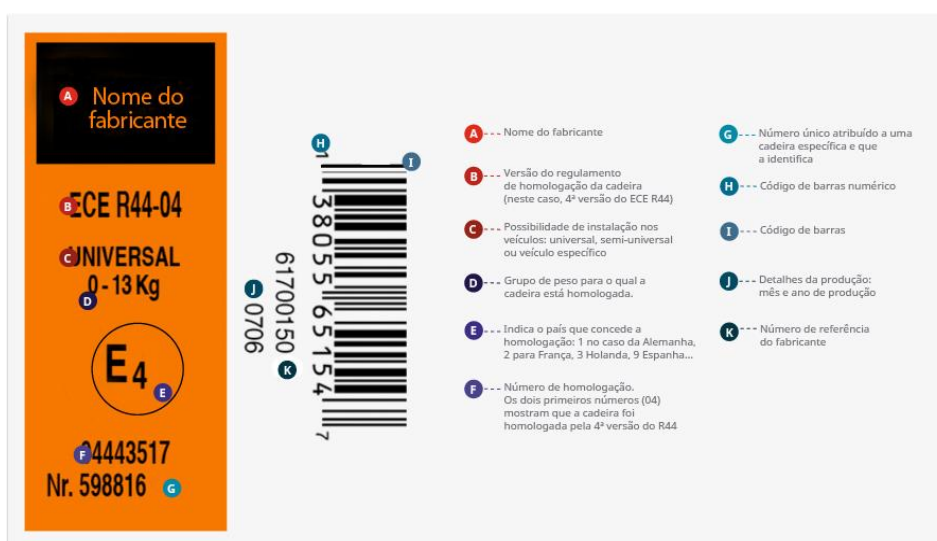 A Nome do
fabricante
B ECE R44-04
C UNIVERSAL
0 - 13 Kg
D
E4
E
F 04443517
Nr. 598816 G
H
I
1 38055 65154 7
61700150 K
J 0706
A --- Nome do fabricante
B --- Versão do regulamento
de homologação da cadeira
(neste caso, 4ª versão do ECE R44)
C --- Possibilidade de instalação nos
veículos: universal, semi-universal
ou veículo específico
D --- Grupo de peso para o qual a
cadeira está homologada.
E --- Indica o país que concede a
homologação: 1 no caso da Alemanha,
2 para França, 3 Holanda, 9 Espanha...
F --- Número de homologação.
Os dois primeiros números (04)
mostram que a cadeira foi
homologada pela 4ª versão do R44
G --- Número único atribuído a uma
cadeira específica e que
a identifica
H --- Código de barras numérico
I --- Código de barras
J --- Detalhes da produção:
mês e ano de produção
K --- Número de referência
do fabricante